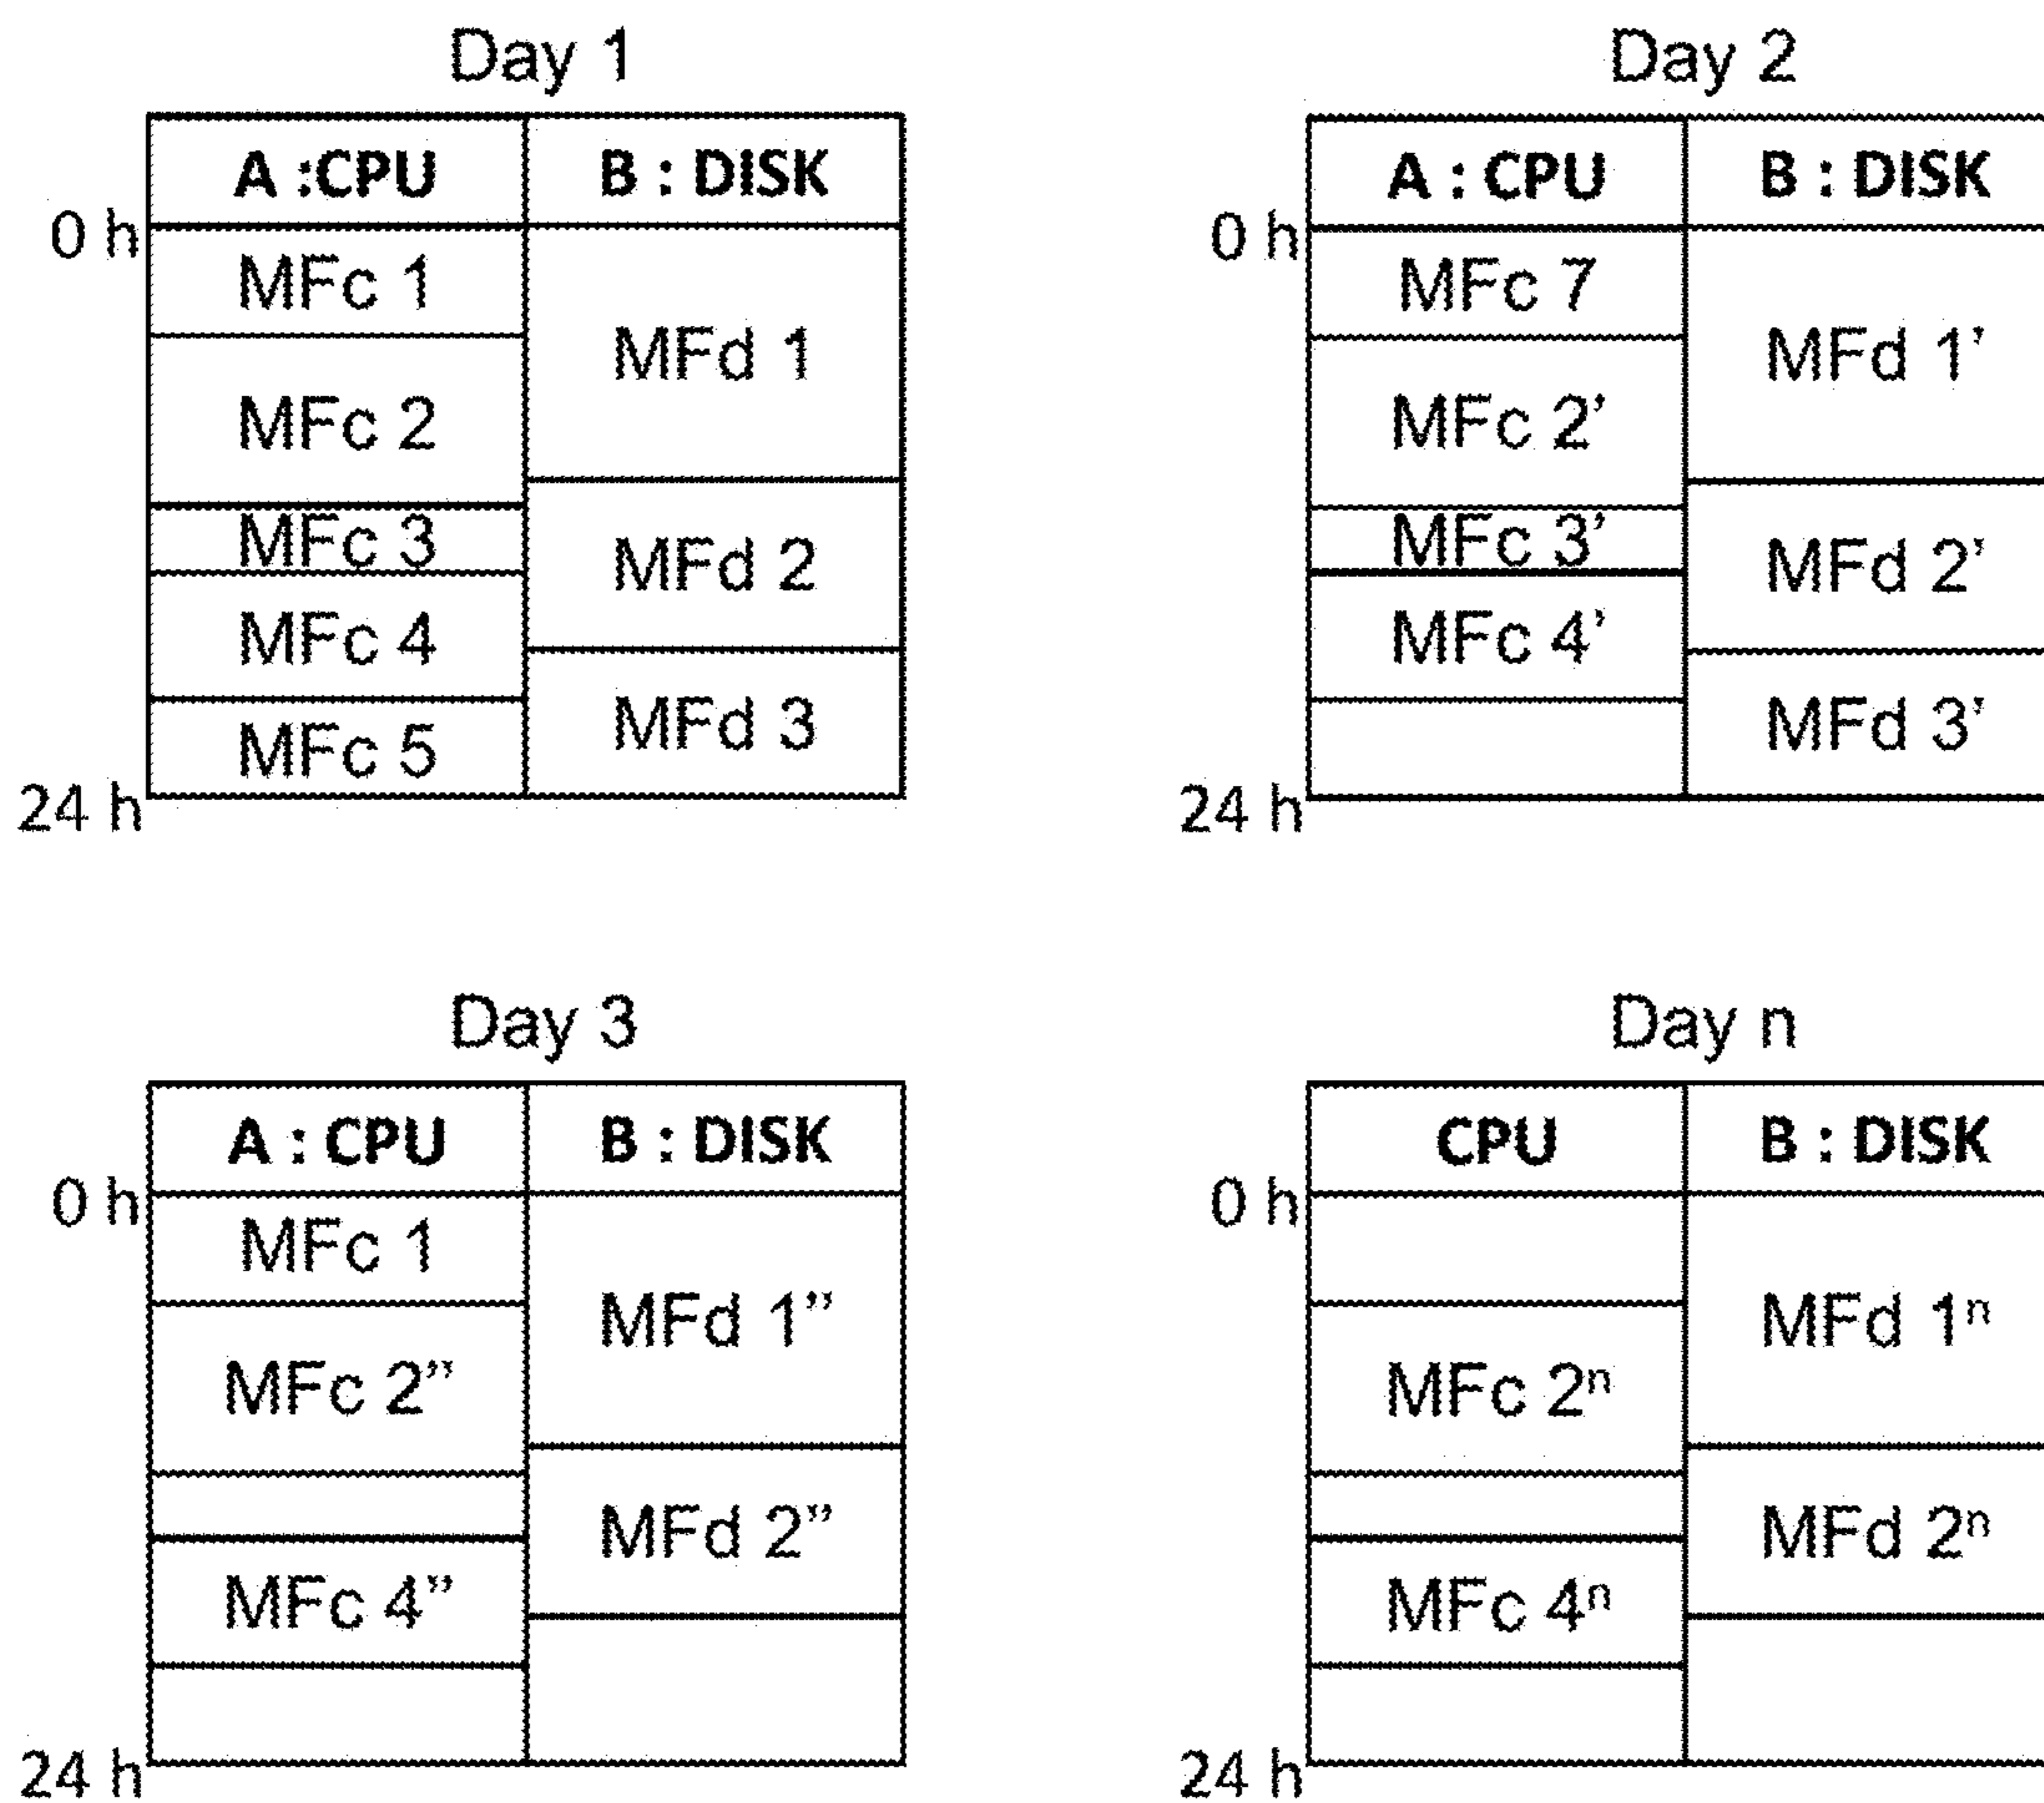 Day 1
A :CPU B : DISK
0 h
MFc 1
MFd 1
MFc 2
MFc 3
MFd 2
MFc 4
MFd 3
MFc 5
24 h
Day 2
A : CPU B : DISK
0 h
MFc 7
MFd 1’
MFc 2’
MFc 3’
MFd 2’
MFc 4’
MFd 3’
24 h
Day 3
A : CPU B : DISK
0 h
MFc 1
MFd 1”
MFc 2”
MFd 2”
MFc 4”
24 h
Day n
CPU B : DISK
0 h
MFd 1ⁿ
MFc 2ⁿ
MFd 2ⁿ
MFc 4ⁿ
24 h